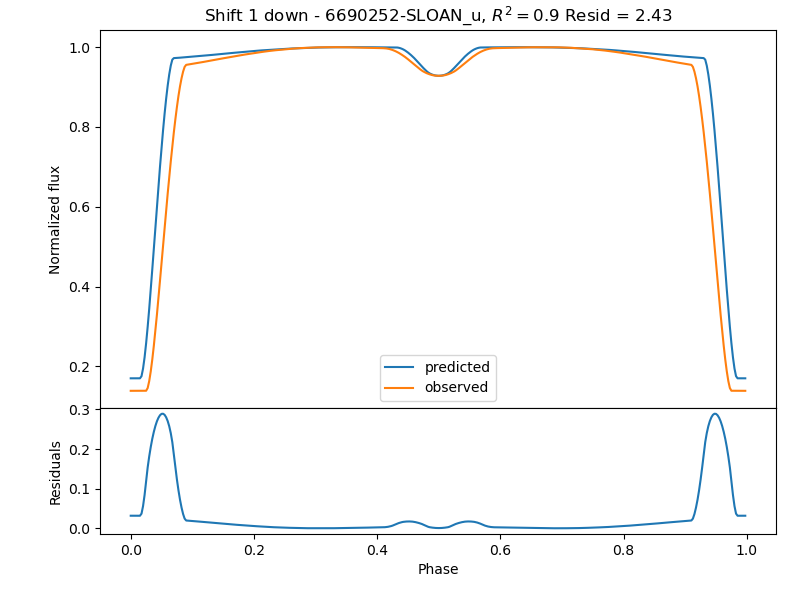 Shift 1 down - 6690252-SLOAN_u, R² = 0.9 Resid = 2.43
Normalized flux
1.0
0.8
0.6
0.4
0.2
predicted
observed
Residuals
0.3
0.2
0.1
0.0
0.0 0.2 0.4 0.6 0.8 1.0
Phase